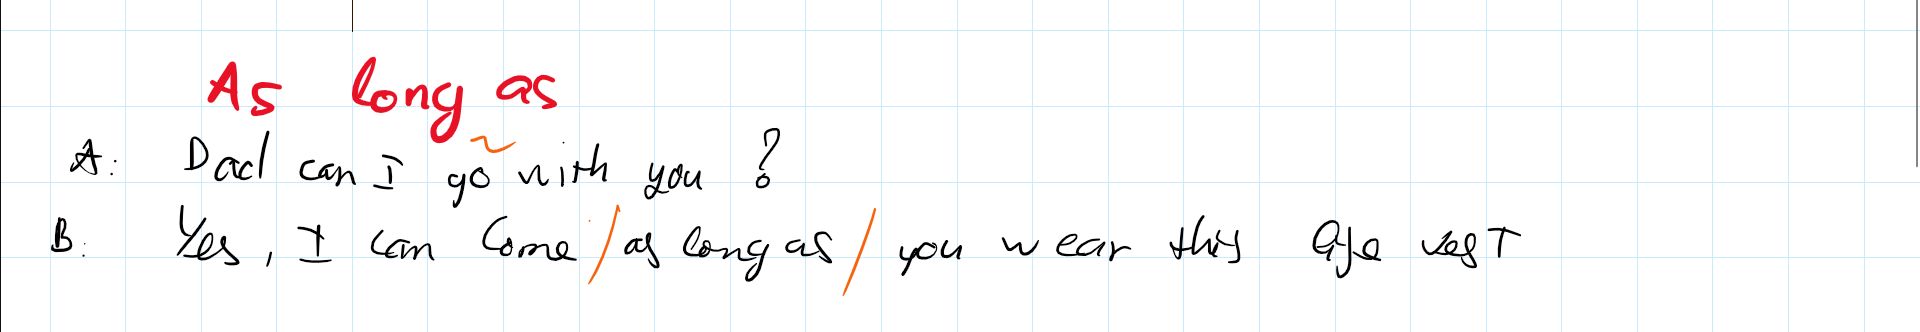 As long as
A: Dad can I go with you ?
B: Yes, I can Come / as long as / you wear this life vest